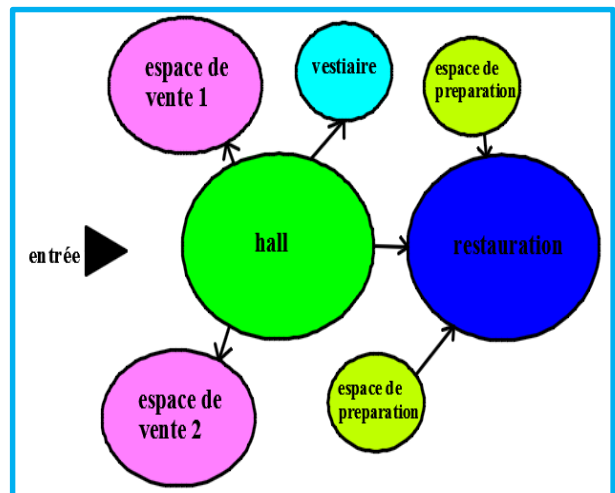 espace de
vente 1
vestiaire
espace de
preparation
entrée
hall
restauration
espace de
vente 2
espace de
preparation